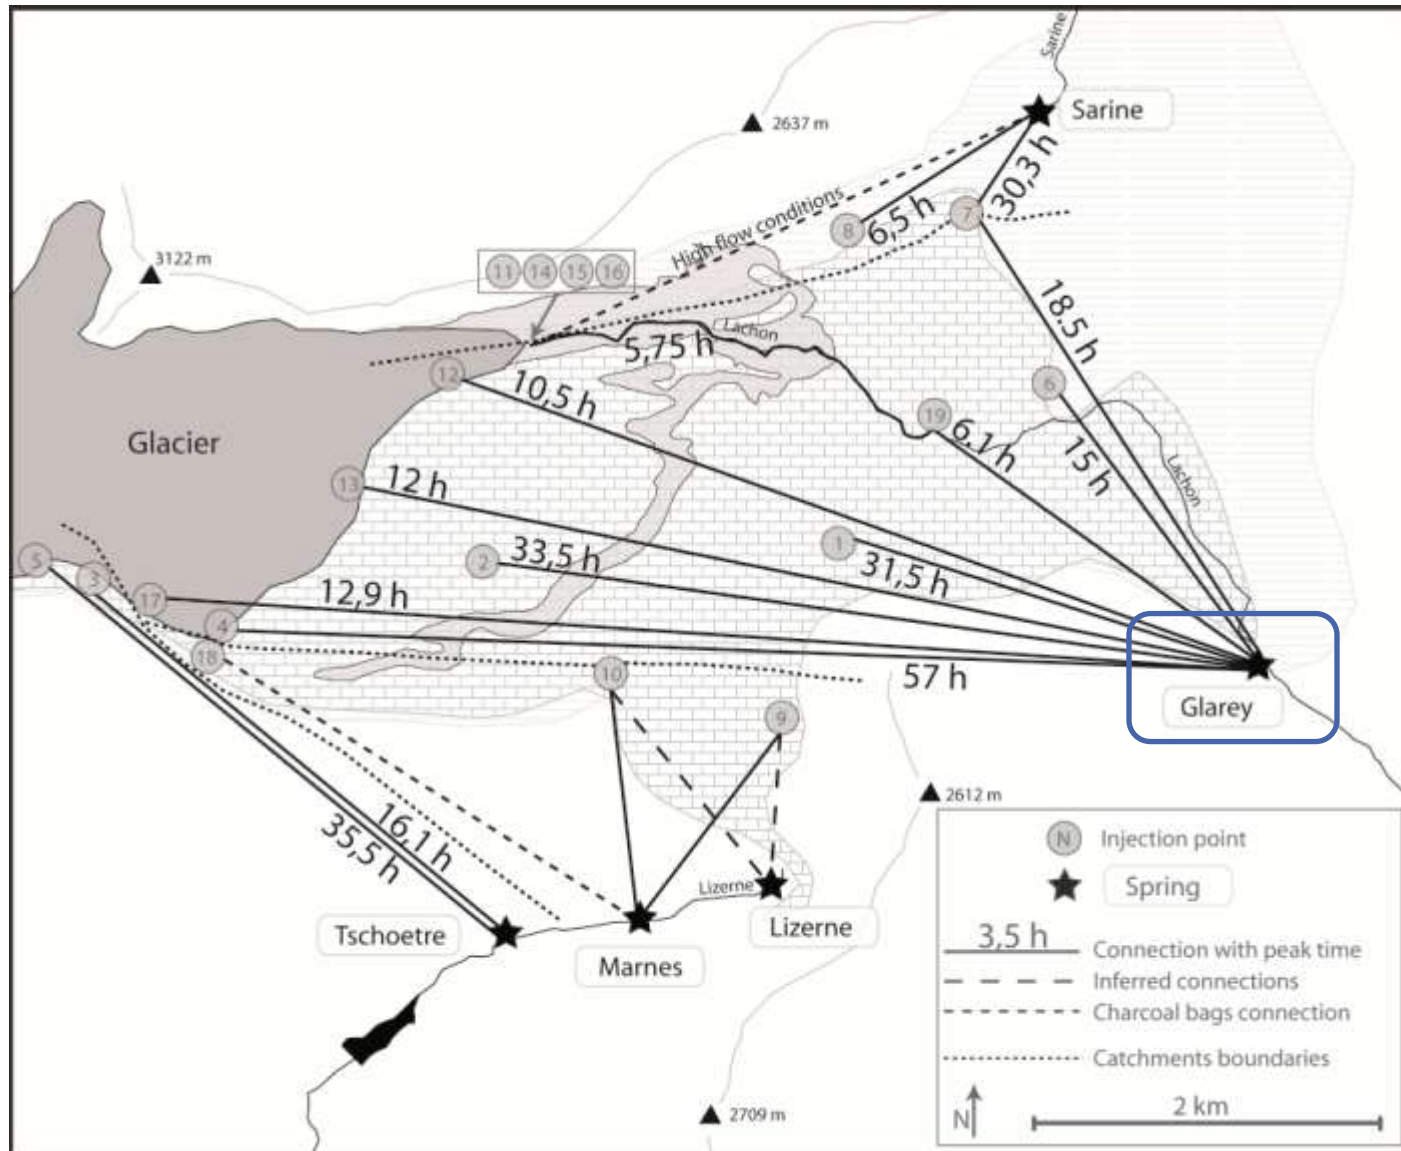 Sarine
Sarine
2637 m
30,3 h
High flow conditions
8
6,5 h
7
3122 m
11 14 15 16
18.5 h
Lachon
5,75 h
12
10,5 h
6
Glacier
19
6,1 h
15 h
Lachon
13
12 h
1
31,5 h
2
33,5 h
5
3
17
12,9 h
4
18
10
57 h
Glarey
9
2612 m
16,1 h
35,5 h
Lizerne
Tschoetre
Lizerne
Marnes
2709 m
N Injection point
Spring
3,5 h
Connection with peak time
Inferred connections
Charcoal bags connection
Catchments boundaries
N
2 km